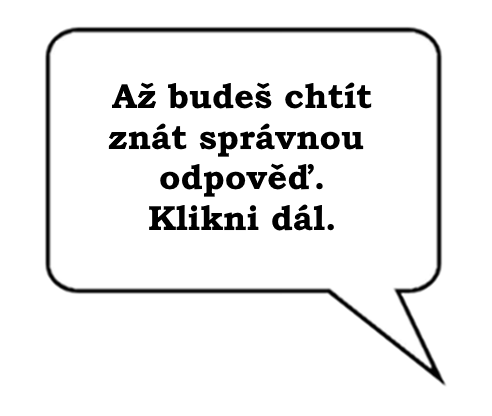 Až budeš chtít
znát správnou
odpověď.
Klikni dál.